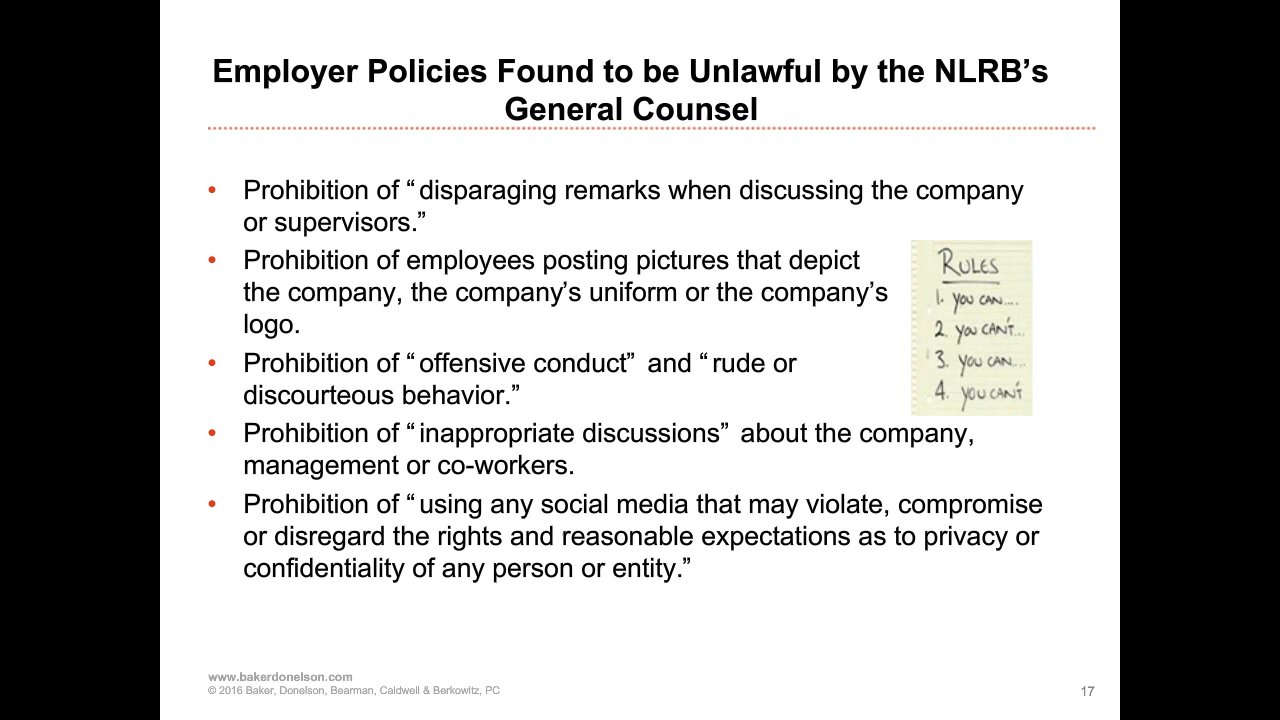 Employer Policies Found to be Unlawful by the NLRB’s
General Counsel
• Prohibition of “disparaging remarks when discussing the company
or supervisors.”
• Prohibition of employees posting pictures that depict
the company, the company’s uniform or the company’s
logo.
• Prohibition of “offensive conduct” and “rude or
discourteous behavior.”
• Prohibition of “inappropriate discussions” about the company,
management or co-workers.
• Prohibition of “using any social media that may violate, compromise
or disregard the rights and reasonable expectations as to privacy or
confidentiality of any person or entity.”
RULES
1. YOU CAN....
2. YOU CAN'T...
3. YOU CAN...
4. YOU CAN'T
www.bakerdonelson.com
© 2016 Baker, Donelson, Bearman, Caldwell & Berkowitz, PC
17